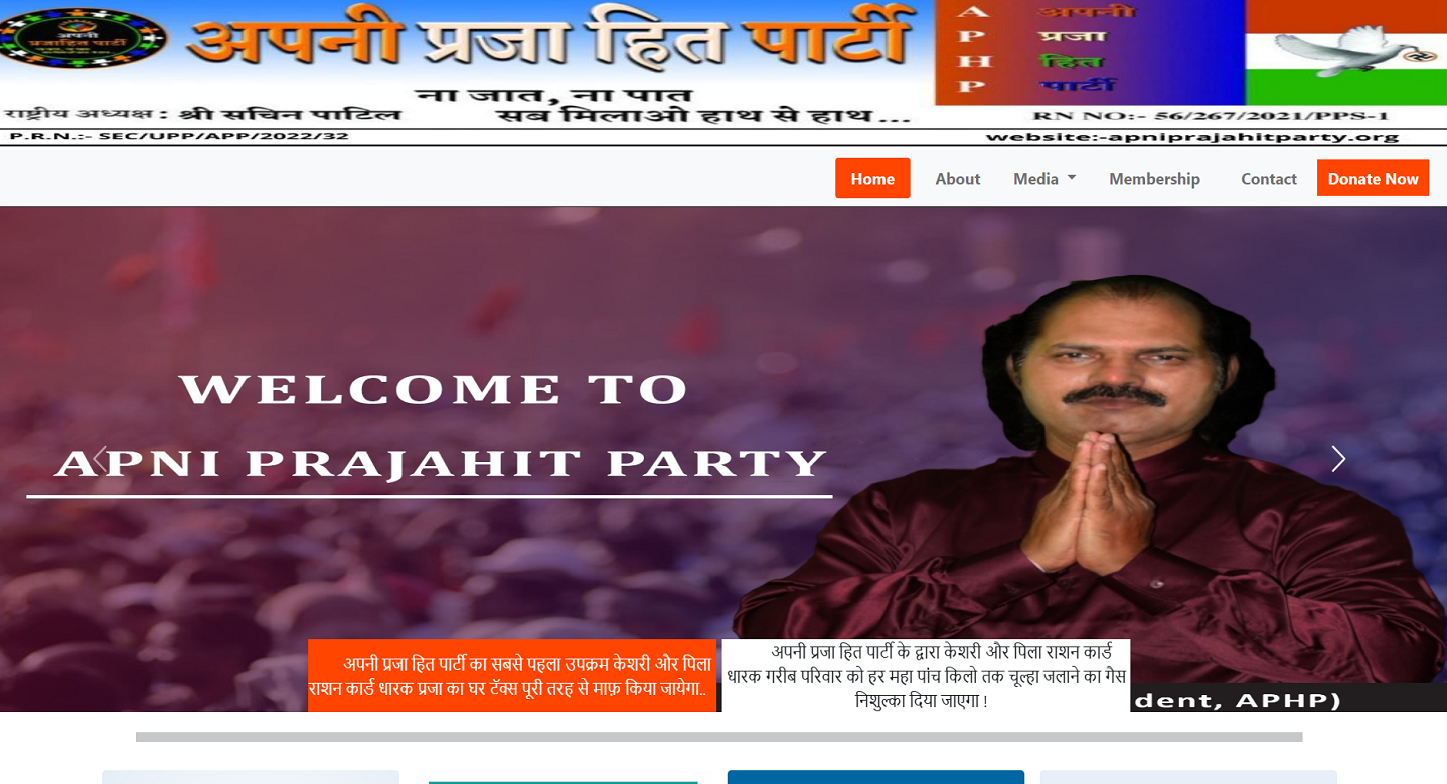 अपनी
प्रजाहित पार्टी
अपनी प्रजा हित पार्टी
A अपनी
P प्रजा
H हित
P पार्टी
ना जात, ना पात
राष्ट्रीय अध्यक्ष : श्री सचिन पाटिल
सब मिलाओ हाथ से हाथ...
RN NO:- 56/267/2021/PPS-1
P.R.N.:- SEC/UPP/APP/2022/32
website:-apniprajahitparty.org
Home About Media Membership Contact Donate Now
WELCOME TO
APNI PRAJAHIT PARTY
अपनी प्रजा हित पार्टी का सबसे पहला उपक्रम केशरी और पिला
राशन कार्ड धारक प्रजा का घर टॅक्स पूरी तरह से माफ़ किया जायेगा..
अपनी प्रजा हित पार्टी के द्वारा केशरी और पिला राशन कार्ड
धारक गरीब परिवार को हर महा पांच किलो तक चूल्हा जलाने का गैस
निशुल्का दिया जाएगा !
dent, APHP)